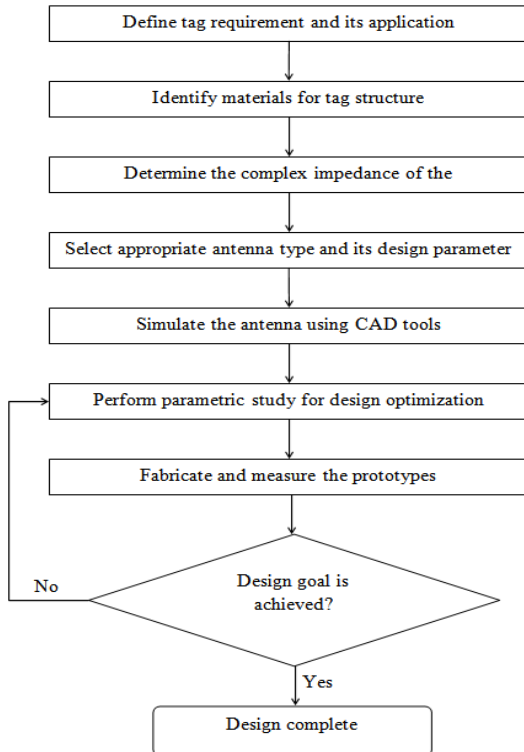 Define tag requirement and its application
Identify materials for tag structure
Determine the complex impedance of the
Select appropriate antenna type and its design parameter
Simulate the antenna using CAD tools
Perform parametric study for design optimization
Fabricate and measure the prototypes
Design goal is
achieved?
No
Yes
Design complete